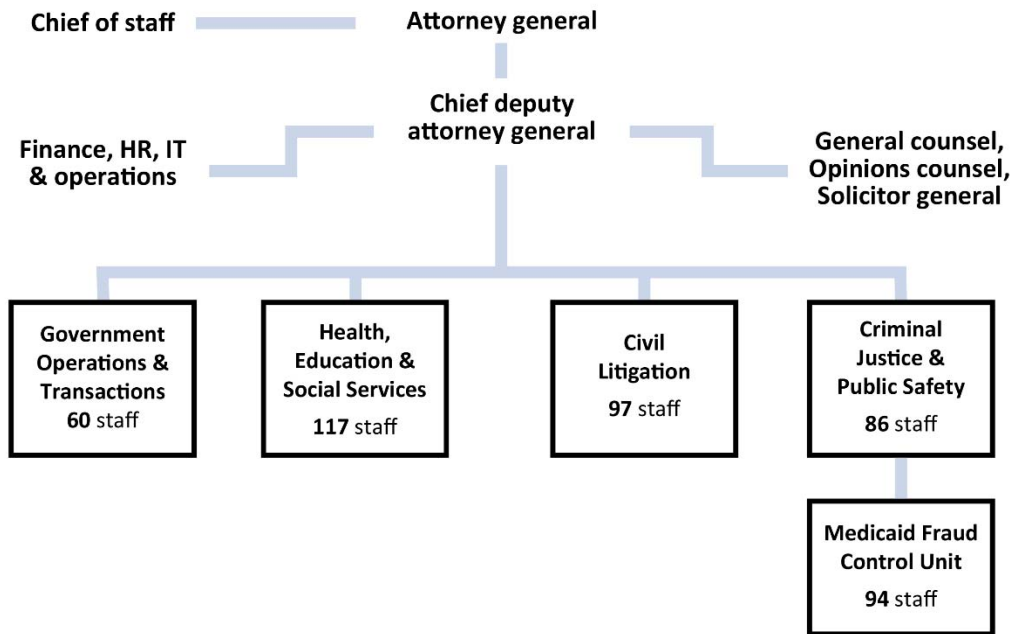 Chief of staff
Attorney general
Chief deputy
attorney general
Finance, HR, IT
& operations
General counsel,
Opinions counsel,
Solicitor general
Government
Operations &
Transactions
60 staff
Health,
Education &
Social Services
117 staff
Civil
Litigation
97 staff
Criminal
Justice &
Public Safety
86 staff
Medicaid Fraud
Control Unit
94 staff